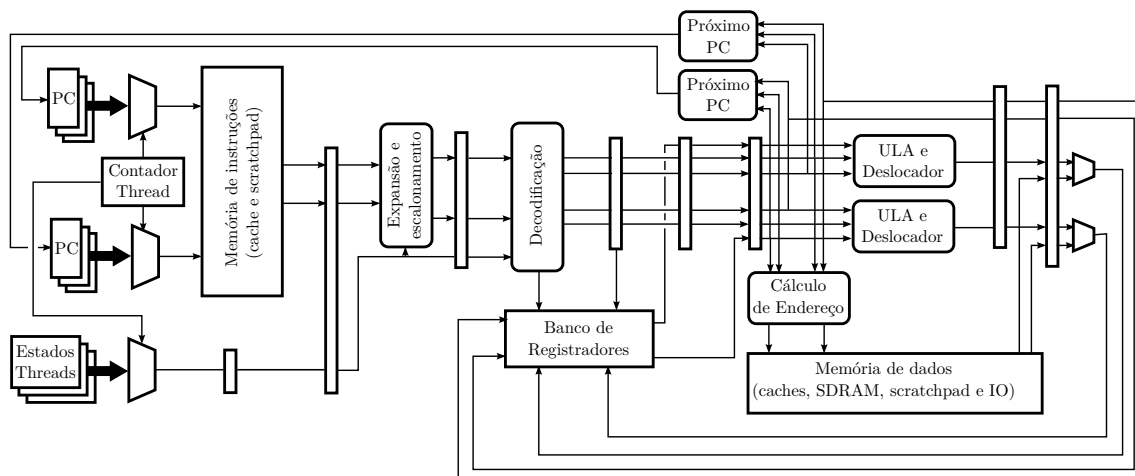 Próximo
PC
Próximo
PC
PC
Contador
Thread
PC
Estados
Threads
Memória de instruções
(cache e scratchpad)
Expansão e
escalonamento
Decodificação
ULA e
Deslocador
ULA e
Deslocador
Cálculo
de Endereço
Banco de
Registradores
Memória de dados
(caches, SDRAM, scratchpad e IO)